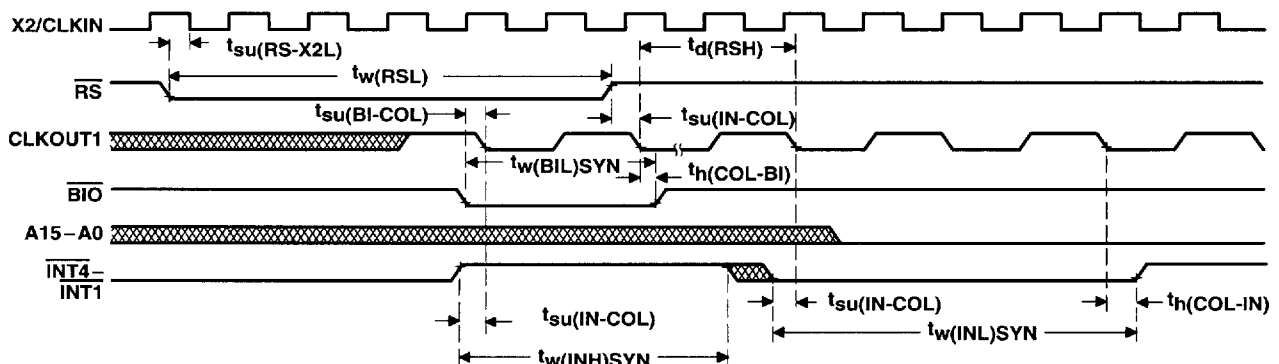 X2/CLKIN
tsu(RS-X2L)
td(RSH)
tw(RSL)
RS
tsu(BI-COL)
tsu(IN-COL)
CLKOUT1
tw(BIL)SYN
th(COL-BI)
BIO
A15–A0
INT4–
INT1
tsu(IN-COL)
tsu(IN-COL)
th(COL-IN)
tw(INL)SYN
tw(INH)SYN